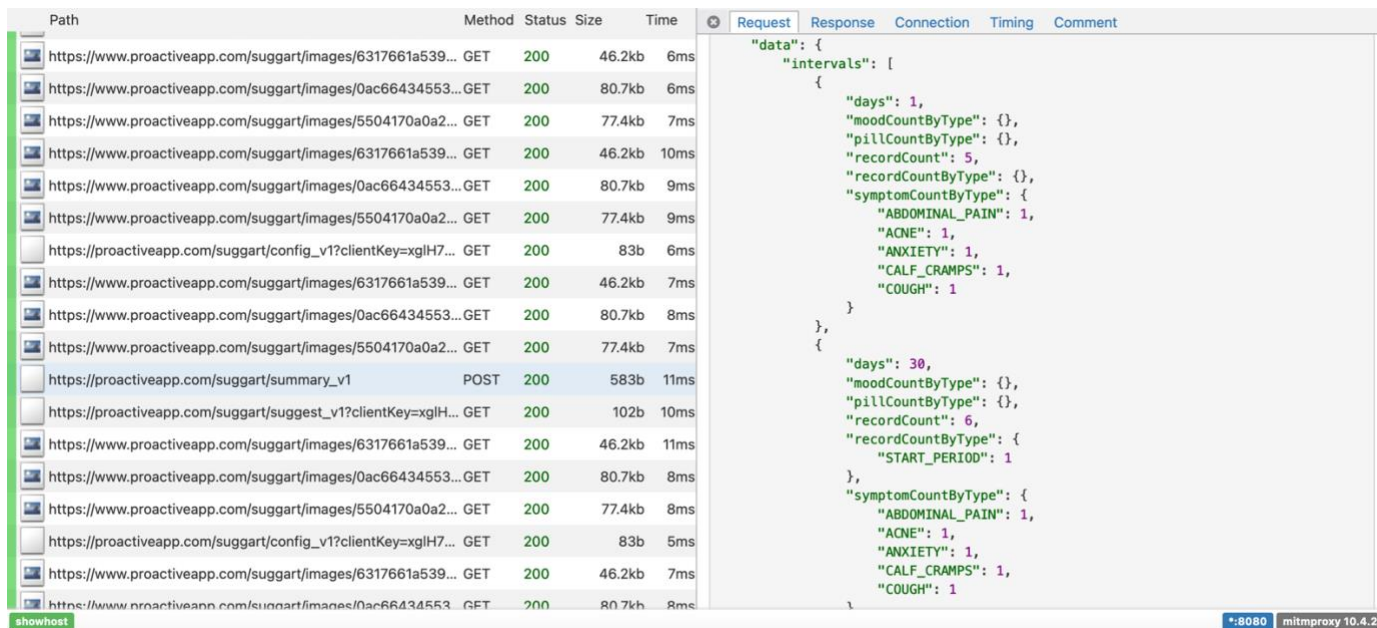 Path Method Status Size Time
https://www.proactiveapp.com/suggart/images/6317661a539... GET 200 46.2kb 6ms
https://www.proactiveapp.com/suggart/images/0ac66434553... GET 200 80.7kb 6ms
https://www.proactiveapp.com/suggart/images/5504170a0a2... GET 200 77.4kb 7ms
https://www.proactiveapp.com/suggart/images/6317661a539... GET 200 46.2kb 10ms
https://www.proactiveapp.com/suggart/images/0ac66434553... GET 200 80.7kb 9ms
https://www.proactiveapp.com/suggart/images/5504170a0a2... GET 200 77.4kb 9ms
https://proactiveapp.com/suggart/config_v1?clientKey=xglH7... GET 200 83b 6ms
https://www.proactiveapp.com/suggart/images/6317661a539... GET 200 46.2kb 7ms
https://www.proactiveapp.com/suggart/images/0ac66434553... GET 200 80.7kb 8ms
https://www.proactiveapp.com/suggart/images/5504170a0a2... GET 200 77.4kb 7ms
https://proactiveapp.com/suggart/summary_v1 POST 200 583b 11ms
https://proactiveapp.com/suggart/suggest_v1?clientKey=xglH... GET 200 102b 10ms
https://www.proactiveapp.com/suggart/images/6317661a539... GET 200 46.2kb 11ms
https://www.proactiveapp.com/suggart/images/0ac66434553... GET 200 80.7kb 8ms
https://www.proactiveapp.com/suggart/images/5504170a0a2... GET 200 77.4kb 8ms
https://proactiveapp.com/suggart/config_v1?clientKey=xglH7... GET 200 83b 5ms
https://www.proactiveapp.com/suggart/images/6317661a539... GET 200 46.2kb 7ms
https://www.proactiveapp.com/suggart/images/0ac66434553 GET 200 80.7kb 8ms
Request Response Connection Timing Comment
"data": {
"intervals": [
{
"days": 1,
"moodCountByType": {},
"pillCountByType": {},
"recordCount": 5,
"recordCountByType": {},
"symptomCountByType": {
"ABDOMINAL_PAIN": 1,
"ACNE": 1,
"ANXIETY": 1,
"CALF_CRAMPS": 1,
"COUGH": 1
}
},
{
"days": 30,
"moodCountByType": {},
"pillCountByType": {},
"recordCount": 6,
"recordCountByType": {
"START_PERIOD": 1
},
"symptomCountByType": {
"ABDOMINAL_PAIN": 1,
"ACNE": 1,
"ANXIETY": 1,
"CALF_CRAMPS": 1,
"COUGH": 1
}
showhost *:8080 mitmproxy 10.4.2